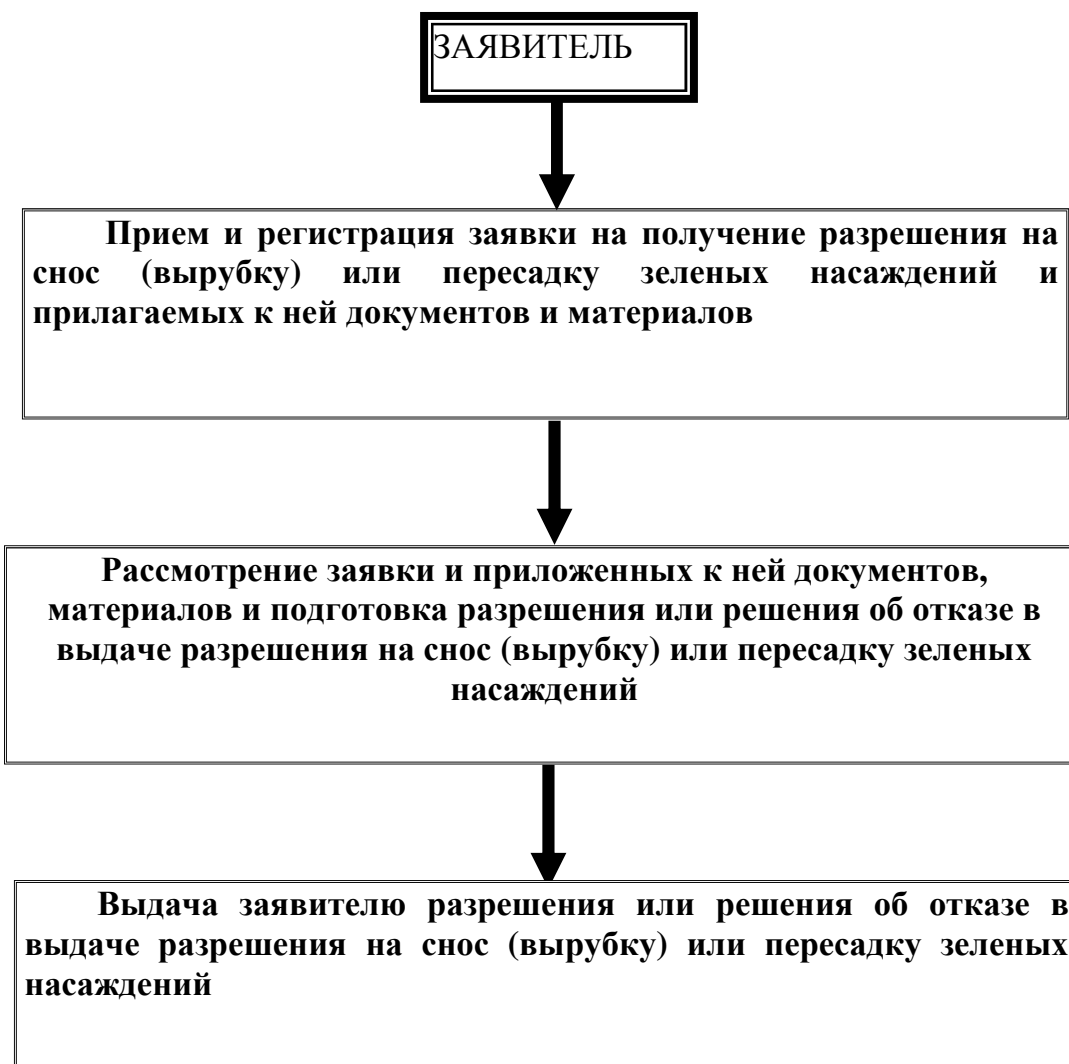 ЗАЯВИТЕЛЬ
Прием и регистрация заявки на получение разрешения на
снос (вырубку) или пересадку зеленых насаждений и
прилагаемых к ней документов и материалов
Рассмотрение заявки и приложенных к ней документов,
материалов и подготовка разрешения или решения об отказе в
выдаче разрешения на снос (вырубку) или пересадку зеленых
насаждений
Выдача заявителю разрешения или решения об отказе в
выдаче разрешения на снос (вырубку) или пересадку зеленых
насаждений